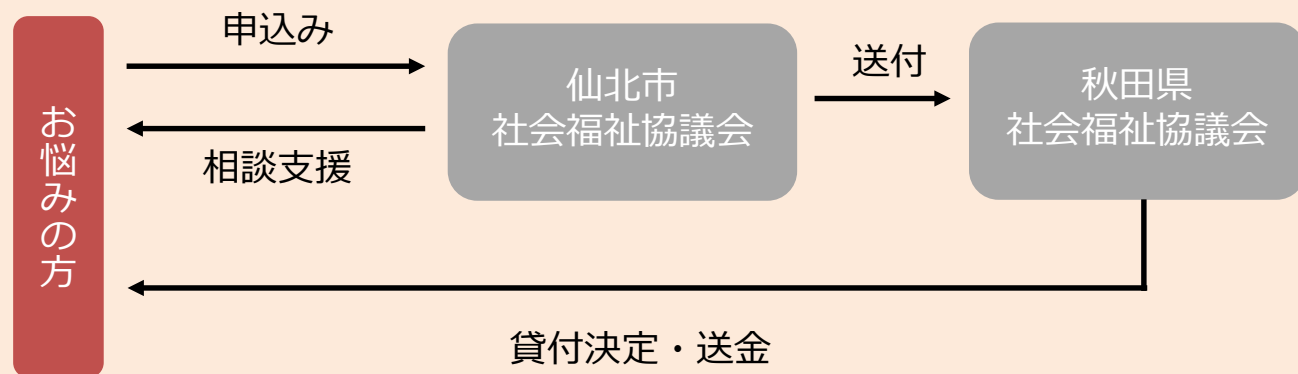 お悩みの方
申込み
相談支援
仙北市
社会福祉協議会
送付
秋田県
社会福祉協議会
貸付決定・送金